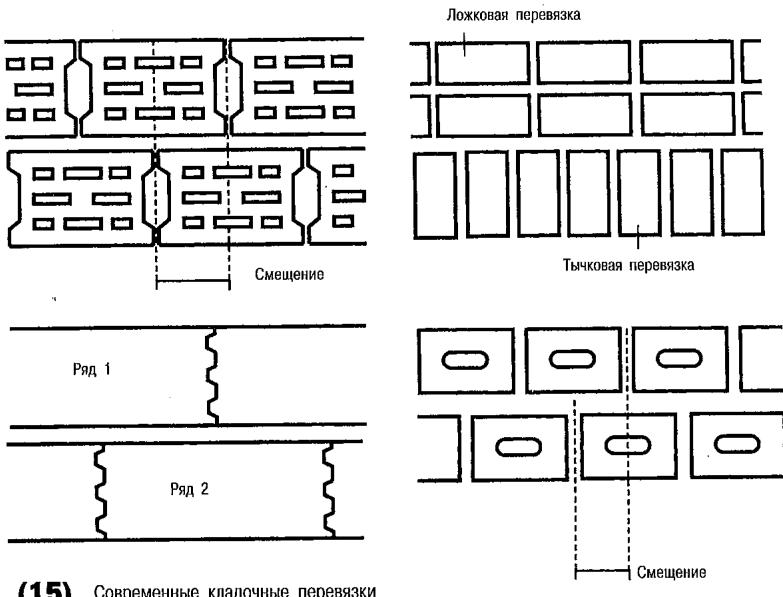 Ложковая перевязка
Смещение
Тычковая перевязка
Ряд 1
Ряд 2
Смещение
(15) Современные кладочные перевязки